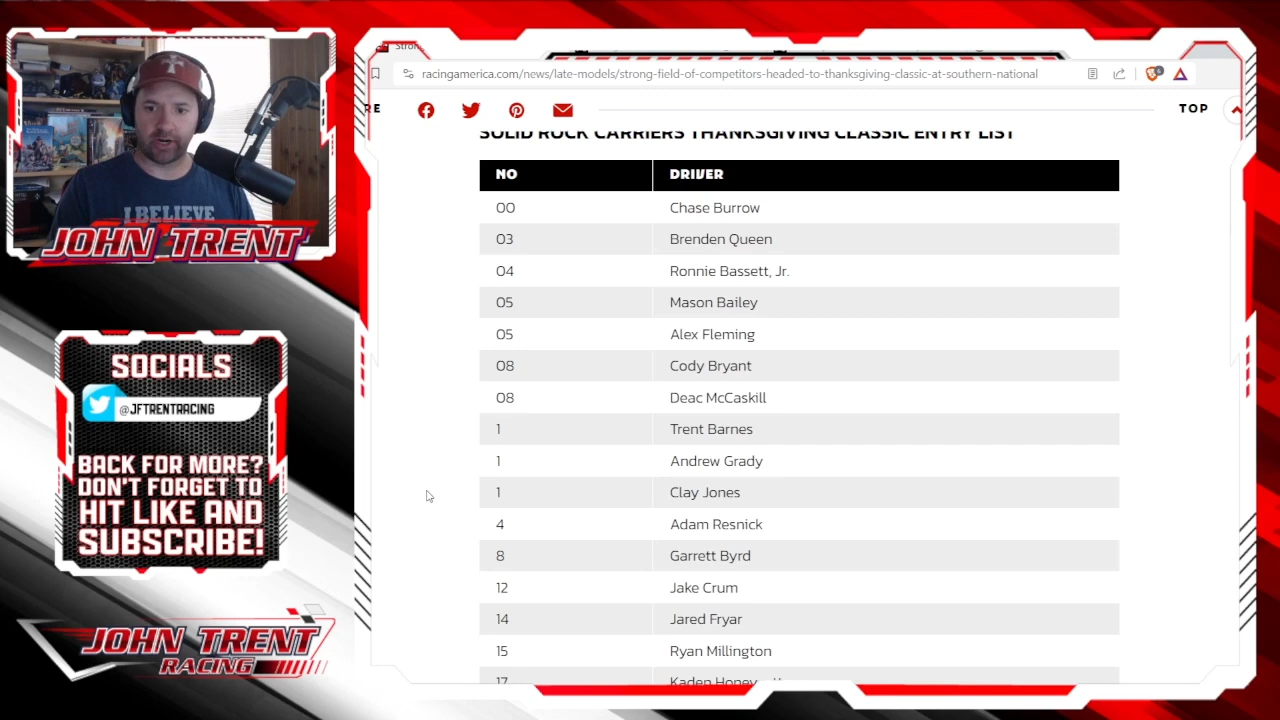 I BELIEVE
JOHN TRENT
SOCIALS
@JFTRENTRACING
BACK FOR MORE?
DON'T FORGET TO
HIT LIKE AND
SUBSCRIBE!
JOHN TRENT
RACING
racingamerica.com/news/late-models/strong-field-of-competitors-headed-to-thanksgiving-classic-at-southern-national
TOP
SOLID ROCK CARRIERS THANKSGIVING CLASSIC ENTRY LIST
NO DRIVER
00 Chase Burrow
03 Brenden Queen
04 Ronnie Bassett, Jr.
05 Mason Bailey
05 Alex Fleming
08 Cody Bryant
08 Deac McCaskill
1 Trent Barnes
1 Andrew Grady
1 Clay Jones
4 Adam Resnick
8 Garrett Byrd
12 Jake Crum
14 Jared Fryar
15 Ryan Millington
17 Kaden